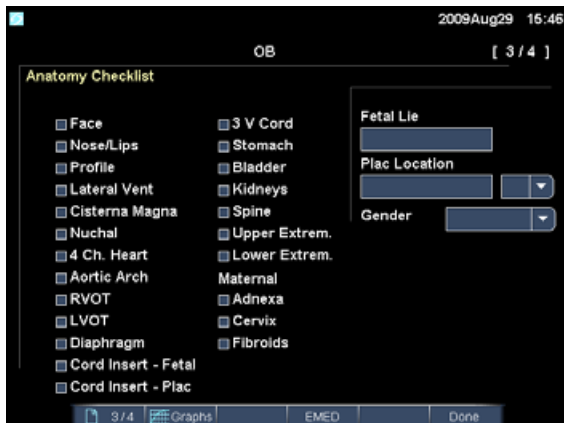 2009Aug29 15:46
OB
[ 3/4 ]
Anatomy Checklist
Face
Nose/Lips
Profile
Lateral Vent
Cisterna Magna
Nuchal
4 Ch. Heart
Aortic Arch
RVOT
LVOT
Diaphragm
Cord Insert - Fetal
Cord Insert - Plac
3 V Cord
Stomach
Bladder
Kidneys
Spine
Upper Extrem.
Lower Extrem.
Maternal
Adnexa
Cervix
Fibroids
Fetal Lie
Plac Location
Gender
3/4 Graphs EMED Done